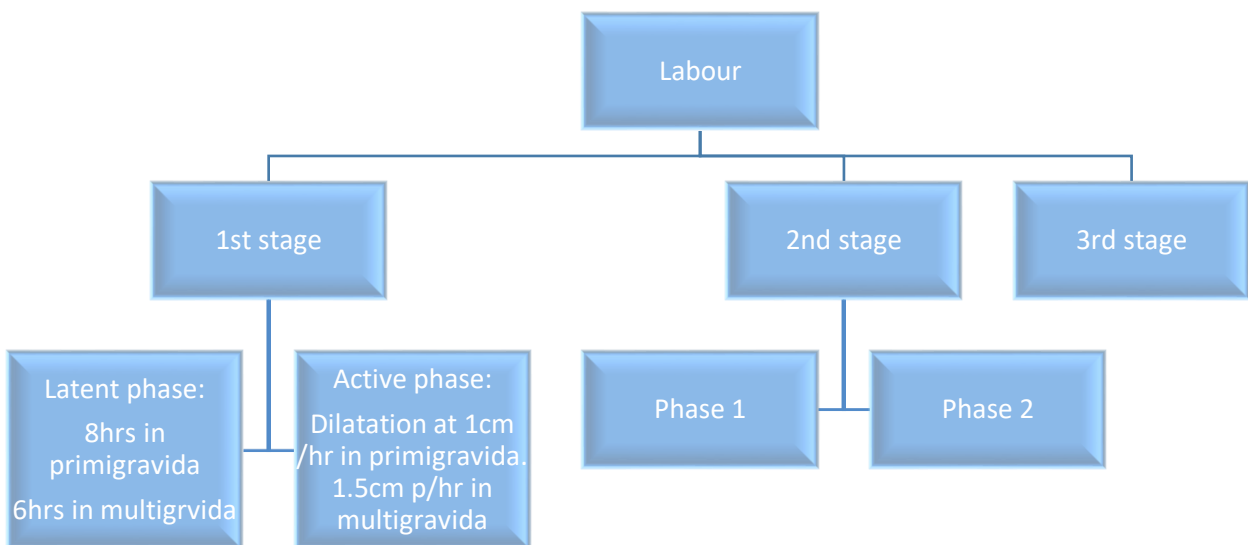 Labour
1st stage
2nd stage
3rd stage
Latent phase:
8hrs in
primigravida
6hrs in multigrvida
Active phase:
Dilatation at 1cm
/hr in primigravida.
1.5cm p/hr in
multigravida
Phase 1
Phase 2